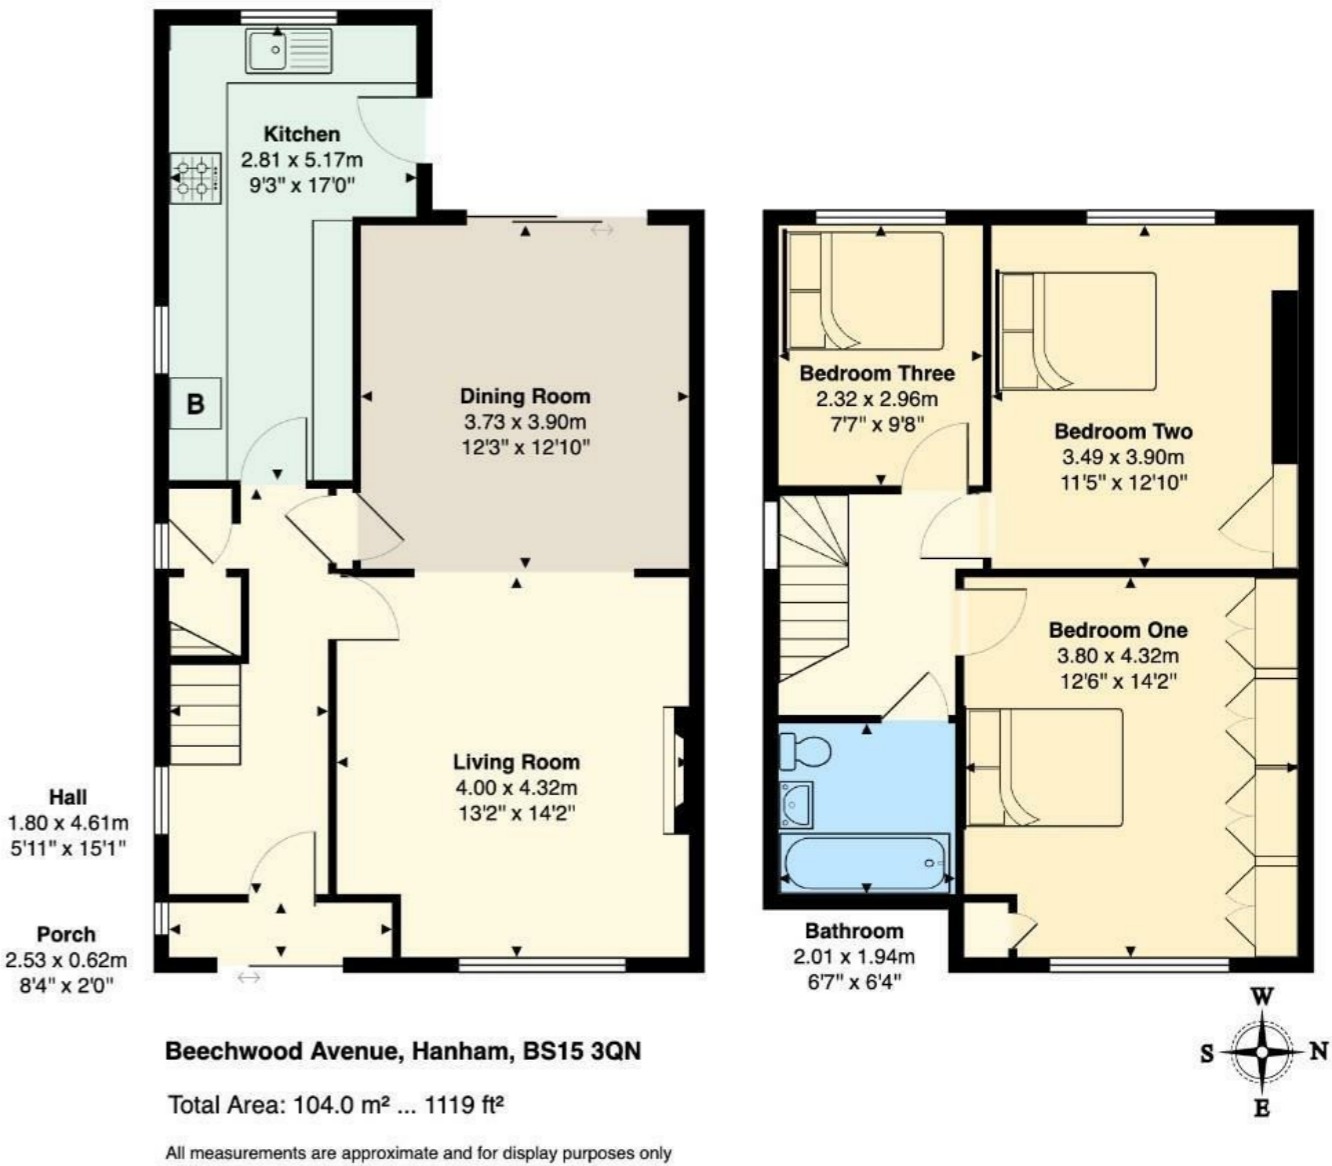 Kitchen
2.81 x 5.17m
9'3" x 17'0"
B
Dining Room
3.73 x 3.90m
12'3" x 12'10"
Living Room
4.00 x 4.32m
13'2" x 14'2"
Hall
1.80 x 4.61m
5'11" x 15'1"
Porch
2.53 x 0.62m
8'4" x 2'0"
Bedroom Three
2.32 x 2.96m
7'7" x 9'8"
Bedroom Two
3.49 x 3.90m
11'5" x 12'10"
Bedroom One
3.80 x 4.32m
12'6" x 14'2"
Bathroom
2.01 x 1.94m
6'7" x 6'4"
W
S N
E
Beechwood Avenue, Hanham, BS15 3QN
Total Area: 104.0 m² ... 1119 ft²
All measurements are approximate and for display purposes only